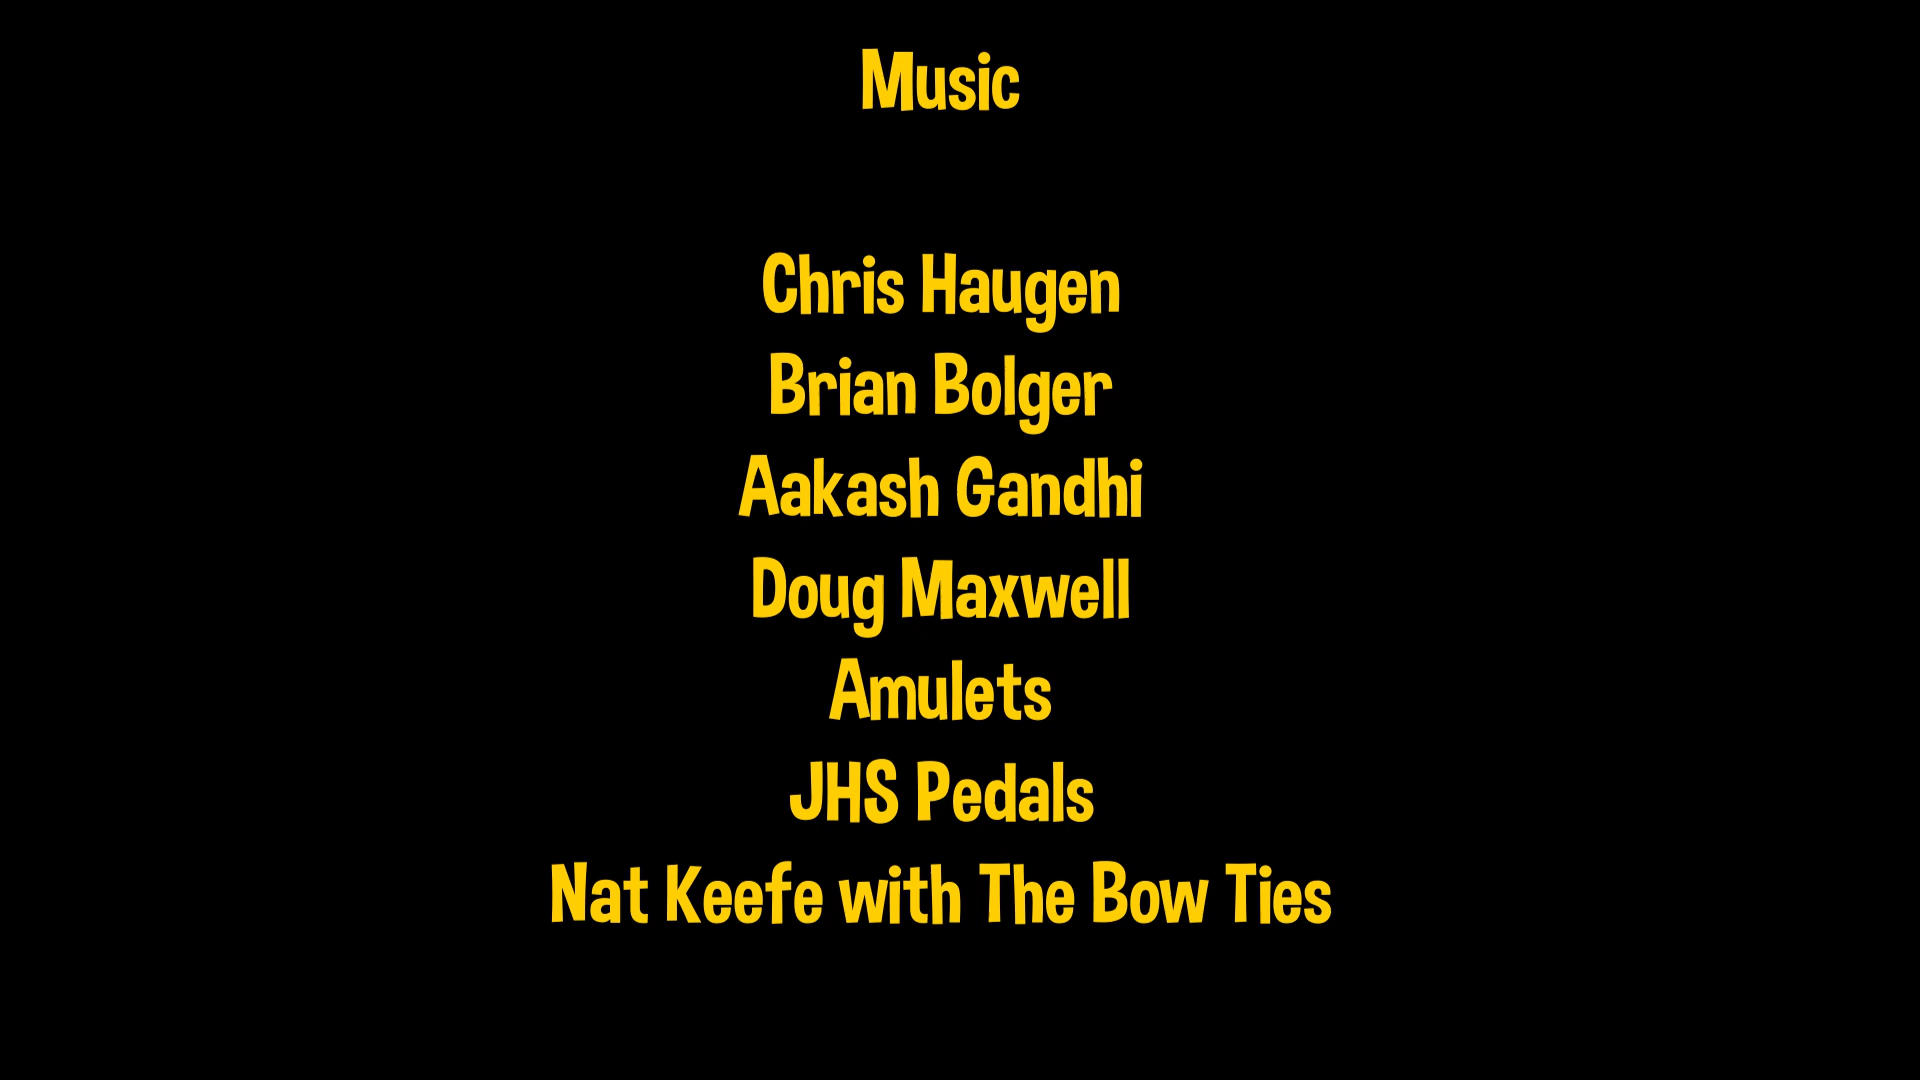 Music
Chris Haugen
Brian Bolger
Aakash Gandhi
Doug Maxwell
Amulets
JHS Pedals
Nat Keefe with The Bow Ties